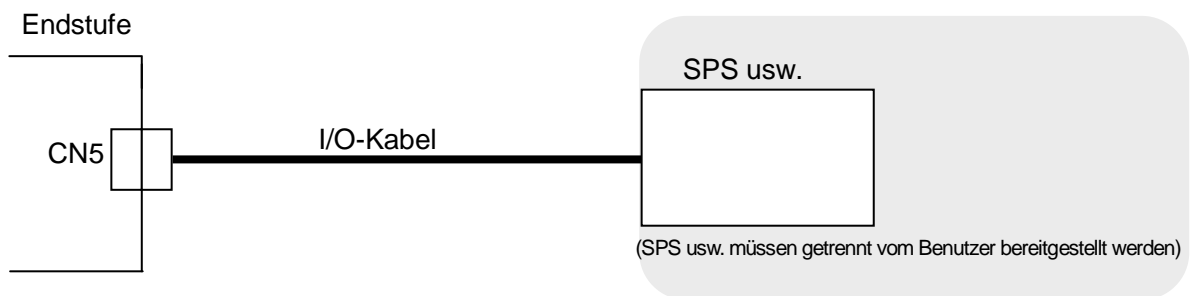 Endstufe
SPS usw.
CN5
I/O-Kabel
(SPS usw. müssen getrennt vom Benutzer bereitgestellt werden)